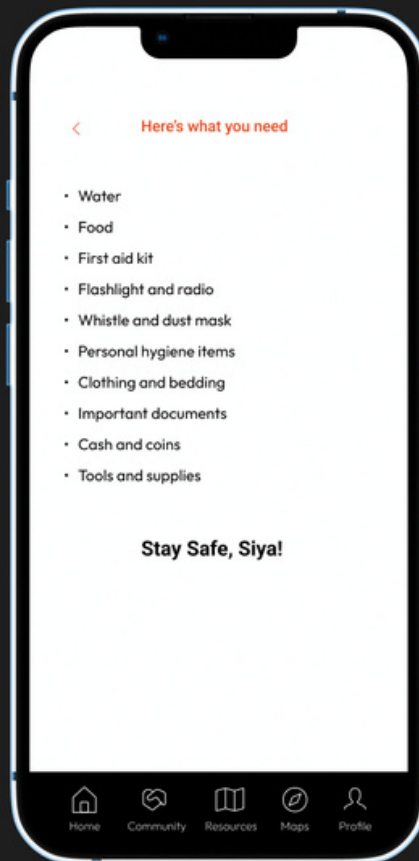 Here's what you need
• Water
• Food
• First aid kit
• Flashlight and radio
• Whistle and dust mask
• Personal hygiene items
• Clothing and bedding
• Important documents
• Cash and coins
• Tools and supplies
Stay Safe, Siya!
Home Community Resources Maps Profile